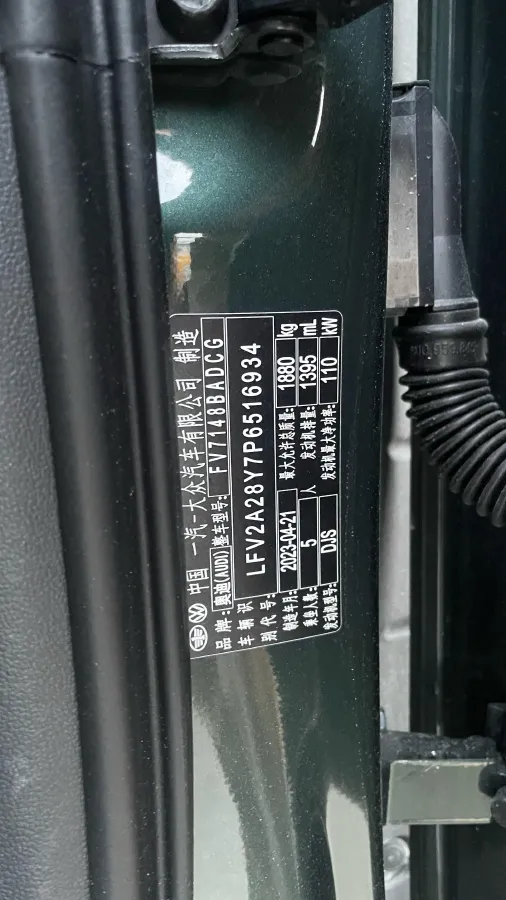 中国 一汽-大众汽车有限公司 制造
品牌:奥迪(AUDI) 整车型号: FV7148BADCG
车辆识别代号: LFV2A28Y7P6516934
制造年月: 2023-04-21 最大允许总质量: 1880 kg
乘坐人数: 5 人 发动机排量: 1395 mL
发动机型号: DJS 发动机最大净功率: 110 kW